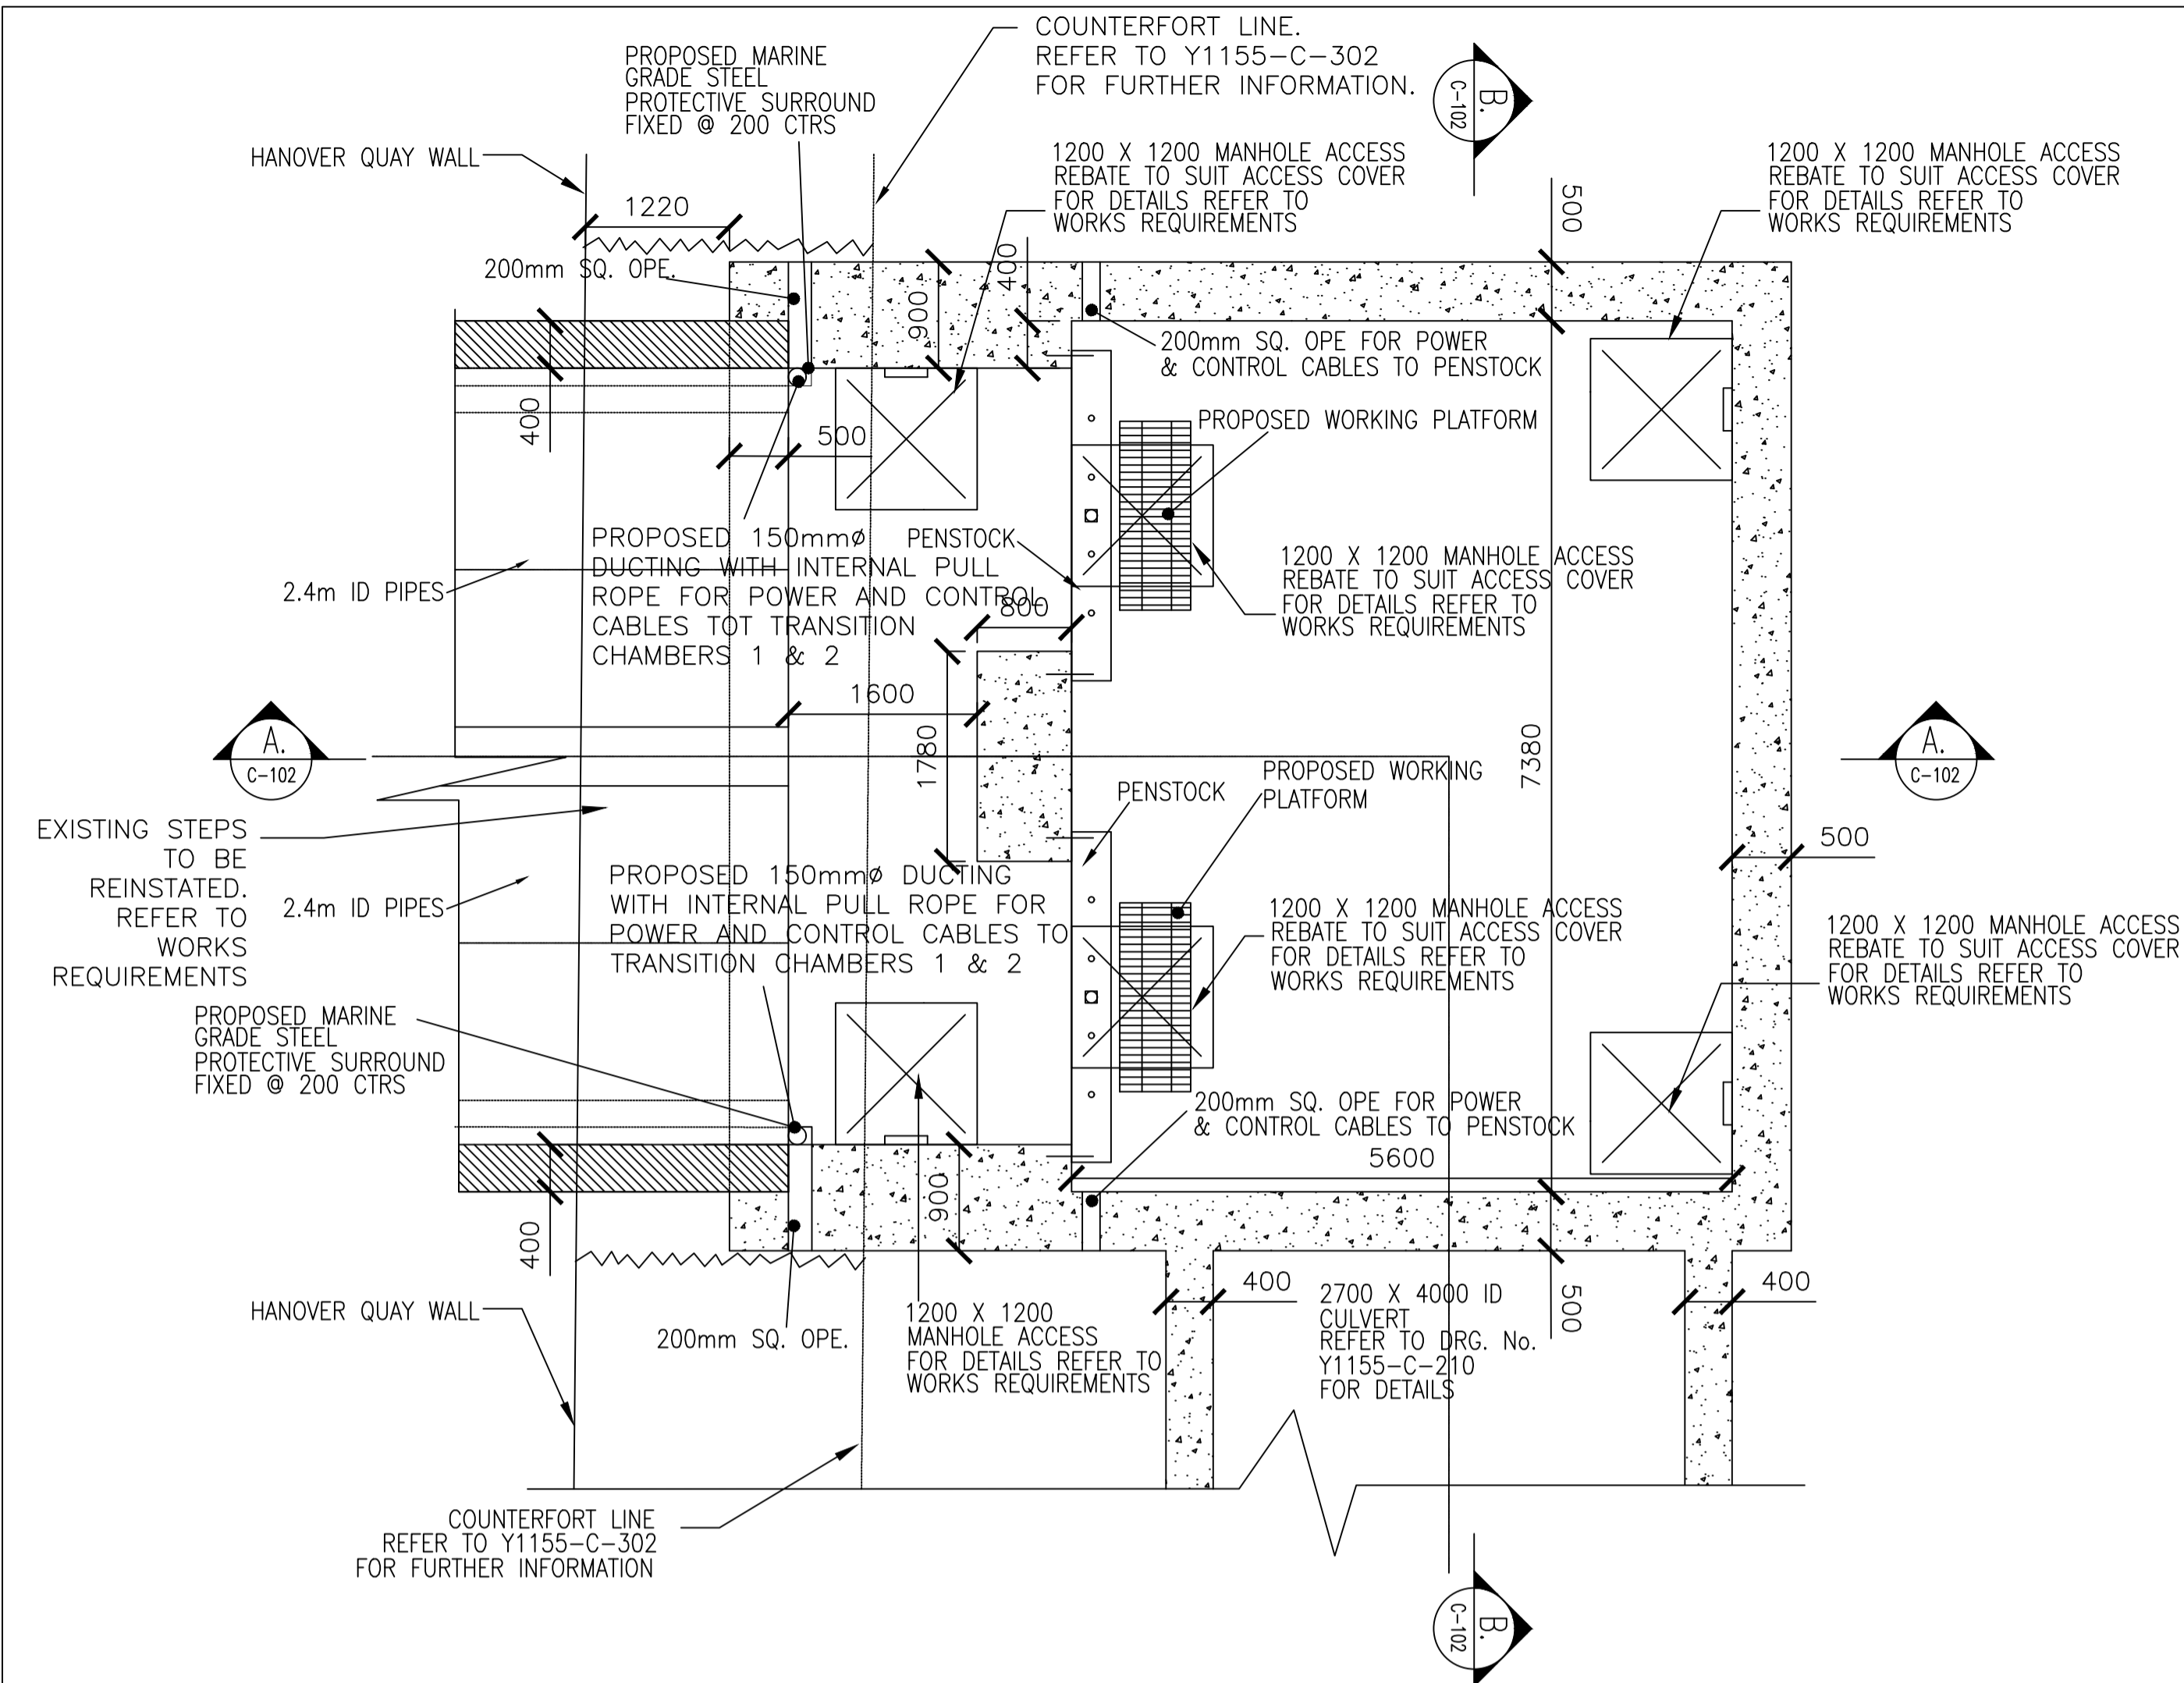 COUNTERFORT LINE.
REFER TO Y1155-C-302
FOR FURTHER INFORMATION.
PROPOSED MARINE
GRADE STEEL
PROTECTIVE SURROUND
FIXED @ 200 CTRS
B.
C-102
HANOVER QUAY WALL
1200 X 1200 MANHOLE ACCESS
REBATE TO SUIT ACCESS COVER
FOR DETAILS REFER TO
WORKS REQUIREMENTS
1200 X 1200 MANHOLE ACCESS
REBATE TO SUIT ACCESS COVER
FOR DETAILS REFER TO
WORKS REQUIREMENTS
1220
500
200mm SQ. OPE.
900
400
200mm SQ. OPE FOR POWER
& CONTROL CABLES TO PENSTOCK
400
500
PROPOSED WORKING PLATFORM
PROPOSED 150mmø
DUCTING WITH INTERNAL PULL
ROPE FOR POWER AND CONTROL
CABLES TOT TRANSITION
CHAMBERS 1 & 2
PENSTOCK
1200 X 1200 MANHOLE ACCESS
REBATE TO SUIT ACCESS COVER
FOR DETAILS REFER TO
WORKS REQUIREMENTS
2.4m ID PIPES
800
1600
1780
7380
A.
C-102
A.
C-102
PROPOSED WORKING
PLATFORM
PENSTOCK
EXISTING STEPS
TO BE
REINSTATED.
REFER TO
WORKS
REQUIREMENTS
500
2.4m ID PIPES
PROPOSED 150mmø DUCTING
WITH INTERNAL PULL ROPE FOR
POWER AND CONTROL CABLES TO
TRANSITION CHAMBERS 1 & 2
1200 X 1200 MANHOLE ACCESS
REBATE TO SUIT ACCESS COVER
FOR DETAILS REFER TO
WORKS REQUIREMENTS
1200 X 1200 MANHOLE ACCESS
REBATE TO SUIT ACCESS COVER
FOR DETAILS REFER TO
WORKS REQUIREMENTS
PROPOSED MARINE
GRADE STEEL
PROTECTIVE SURROUND
FIXED @ 200 CTRS
200mm SQ. OPE FOR POWER
& CONTROL CABLES TO PENSTOCK
5600
900
400
HANOVER QUAY WALL
200mm SQ. OPE.
1200 X 1200
MANHOLE ACCESS
FOR DETAILS REFER TO
WORKS REQUIREMENTS
400
2700 X 4000 ID
CULVERT
REFER TO DRG. No.
Y1155-C-210
FOR DETAILS
500
400
COUNTERFORT LINE
REFER TO Y1155-C-302
FOR FURTHER INFORMATION
B.
C-102